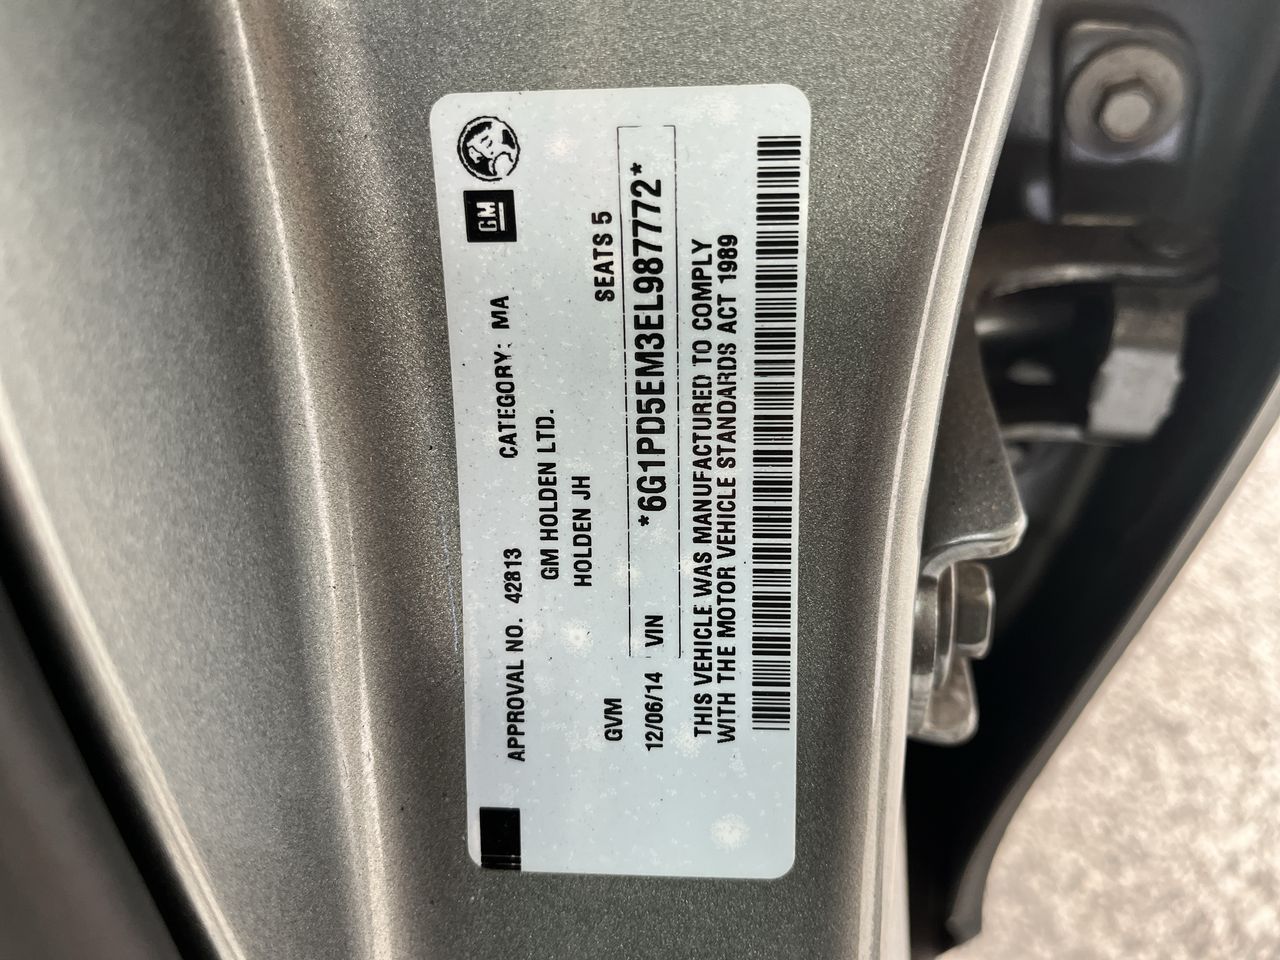 GM
APPROVAL NO. 42813 CATEGORY: MA
GM HOLDEN LTD.
HOLDEN JH
GVM SEATS 5
12/06/14 VIN *6G1PD5EM3EL987772*
THIS VEHICLE WAS MANUFACTURED TO COMPLY
WITH THE MOTOR VEHICLE STANDARDS ACT 1989